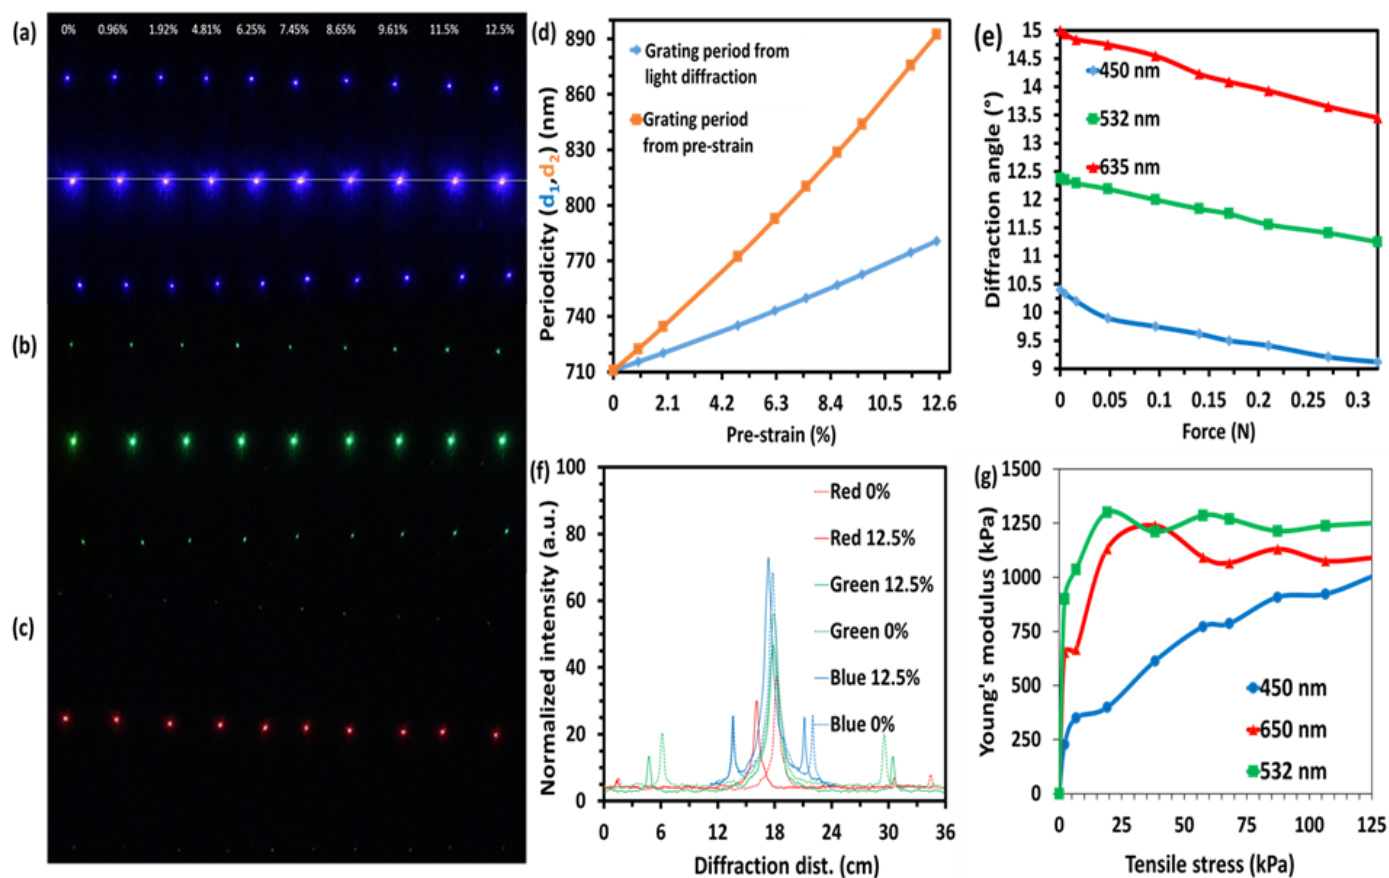 (a)
0% 0.96% 1.92% 4.81% 6.25% 7.45% 8.65% 9.61% 11.5% 12.5%
(b)
(c)
(d)
Periodicity (d1,d2) (nm)
890
860
830
800
770
740
710
Grating period from
light diffraction
Grating period
from pre-strain
0 2.1 4.2 6.3 8.4 10.5 12.6
Pre-strain (%)
(e)
Diffraction angle (°)
15
14.5
14
13.5
13
12.5
12
11.5
11
10.5
10
9.5
9
450 nm
532 nm
635 nm
0 0.05 0.1 0.15 0.2 0.25 0.3
Force (N)
(f)
Normalized intensity (a.u.)
100
80
60
40
20
0
Red 0%
Red 12.5%
Green 12.5%
Green 0%
Blue 12.5%
Blue 0%
0 6 12 18 24 30 36
Diffraction dist. (cm)
(g)
Young's modulus (kPa)
1500
1250
1000
750
500
250
0
450 nm
650 nm
532 nm
0 25 50 75 100 125
Tensile stress (kPa)